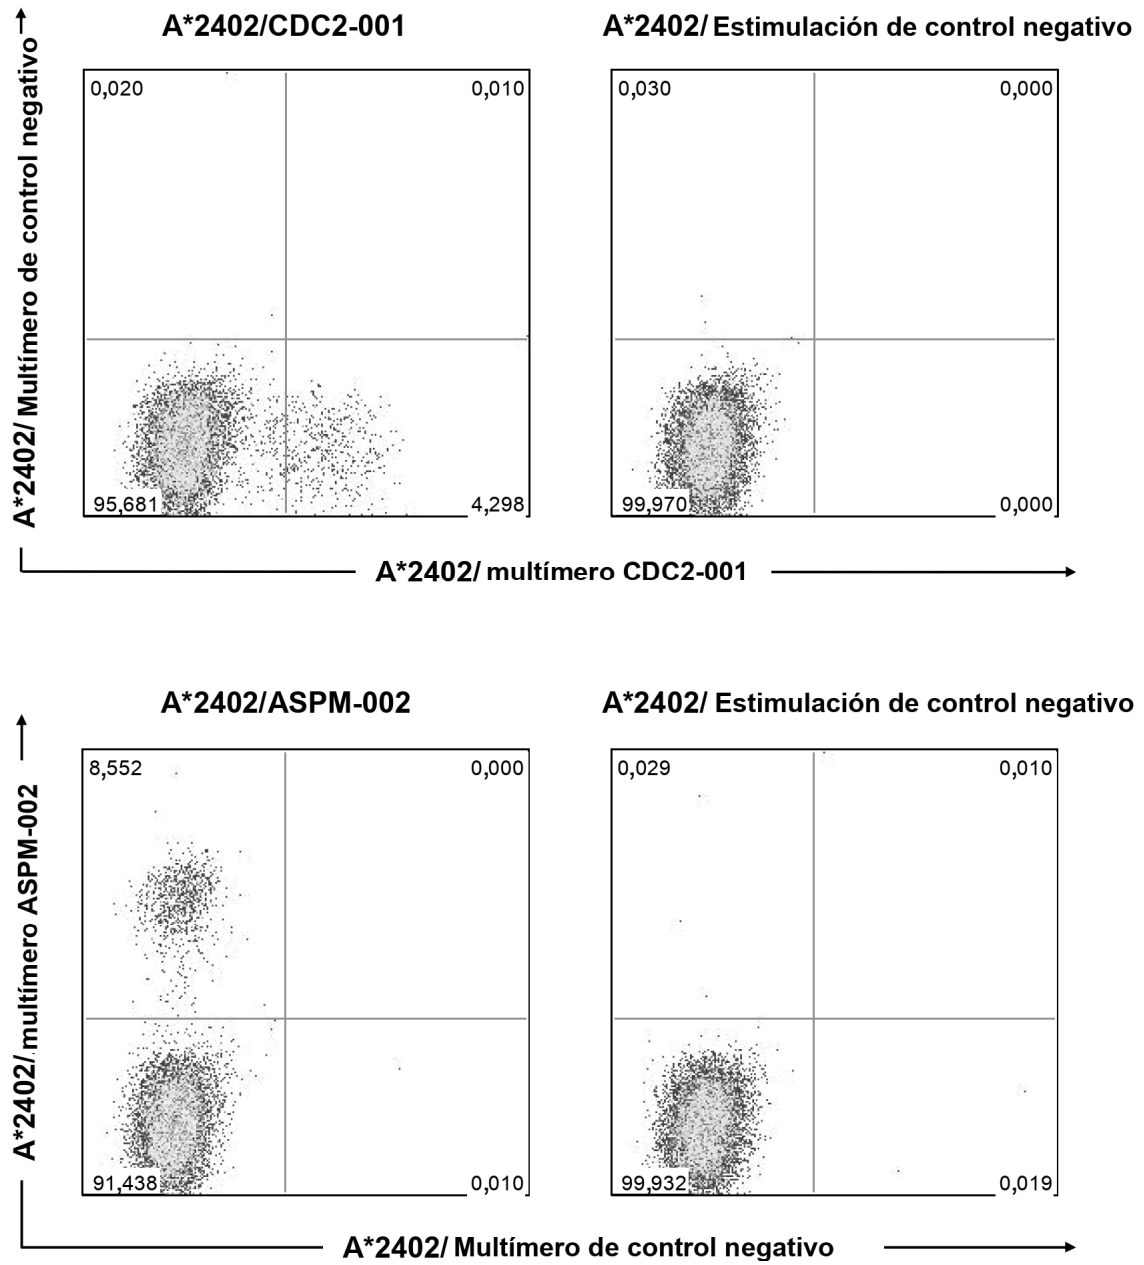 A*2402/CDC2-001
A*2402/ Estimulación de control negativo
A*2402/ Multímero de control negativo
0,020
0,010
0,030
0,000
95,681
4,298
99,970
0,000
A*2402/ multímero CDC2-001
A*2402/ASPM-002
A*2402/ Estimulación de control negativo
A*2402/ multímero ASPM-002
8,552
0,000
0,029
0,010
91,438
0,010
99,932
0,019
A*2402/ Multímero de control negativo